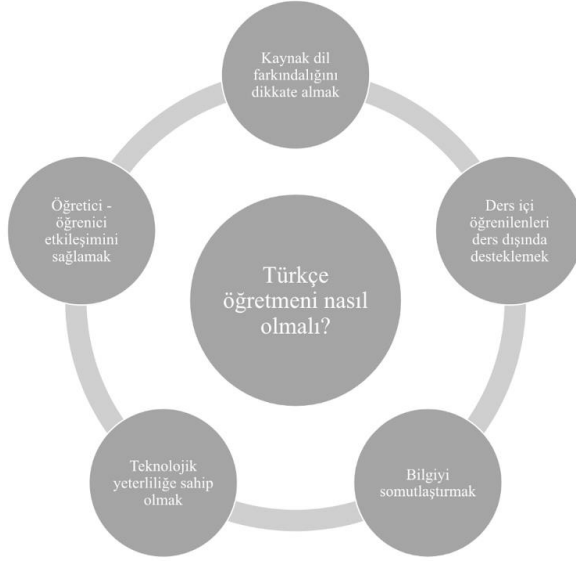 Kaynak dil
farkındalığını
dikkate almak
Öğretici -
öğrenici
etkileşimini
sağlamak
Ders içi
öğrenilenleri
ders dışında
desteklemek
Türkçe
öğretmeni nasıl
olmalı?
Teknolojik
yeterliliğe sahip
olmak
Bilgiyi
somutlaştırmak